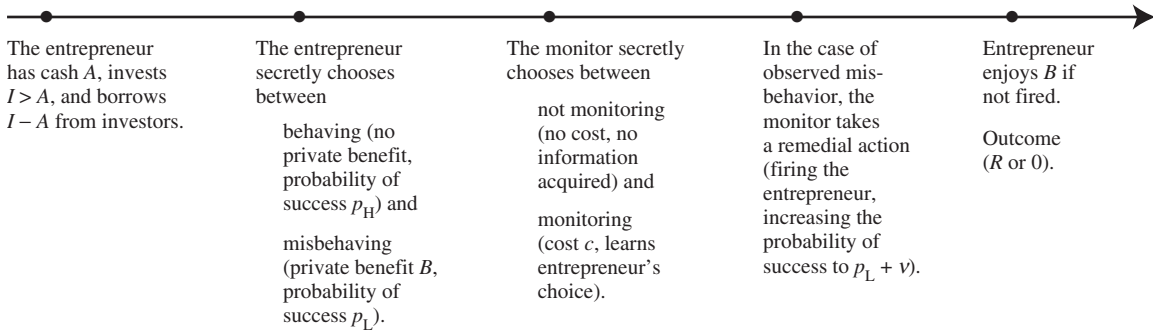 The entrepreneur
has cash A, invests
I > A, and borrows
I − A from investors.
The entrepreneur
secretly chooses
between
behaving (no
private benefit,
probability of
success p_H) and
misbehaving
(private benefit B,
probability of
success p_L).
The monitor secretly
chooses between
not monitoring
(no cost, no
information
acquired) and
monitoring
(cost c, learns
entrepreneur's
choice).
In the case of
observed mis-
behavior, the
monitor takes
a remedial action
(firing the
entrepreneur,
increasing the
probability of
success to p_L + ν).
Entrepreneur
enjoys B if
not fired.
Outcome
(R or 0).